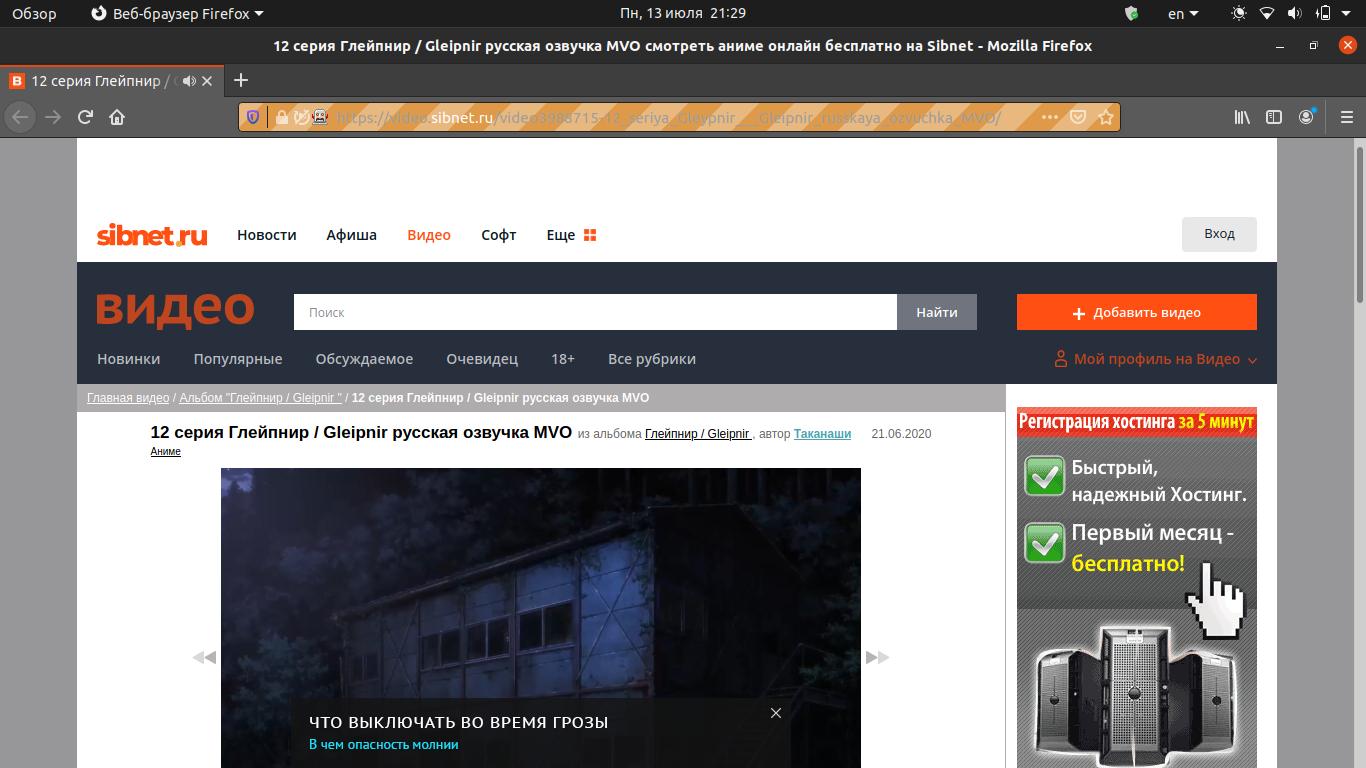 Обзор Веб-браузер Firefox Пн, 13 июля 21:29 en
12 серия Глейпнир / Gleipnir русская озвучка MVO смотреть аниме онлайн бесплатно на Sibnet - Mozilla Firefox
12 серия Глейпнир /
https://video.sibnet.ru/video3988715-12_seriya_Gleypnir___Gleipnir_russkaya_ozvuchka_MVO/
sibnet.ru Новости Афиша Видео Софт Еще Вход
видео Поиск Найти + Добавить видео
Новинки Популярные Обсуждаемое Очевидец 18+ Все рубрики Мой профиль на Видео
Главная видео / Альбом "Глейпнир / Gleipnir " / 12 серия Глейпнир / Gleipnir русская озвучка MVO
12 серия Глейпнир / Gleipnir русская озвучка MVO из альбома Глейпнир / Gleipnir , автор Таканаши 21.06.2020
Аниме
Регистрация хостинга за 5 минут
Быстрый,
надежный Хостинг.
Первый месяц -
бесплатно!
ЧТО ВЫКЛЮЧАТЬ ВО ВРЕМЯ ГРОЗЫ
В чем опасность молнии